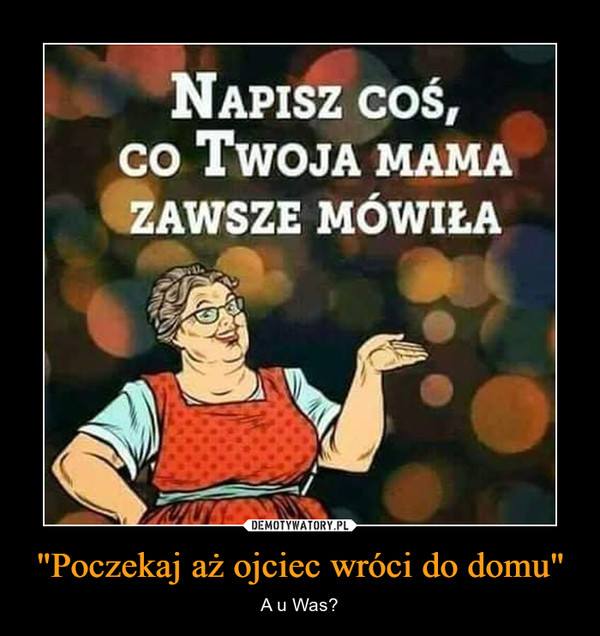 NAPISZ COŚ,
CO TWOJA MAMA
ZAWSZE MÓWIŁA
DEMOTYWATORY.PL
"Poczekaj aż ojciec wróci do domu"
A u Was?